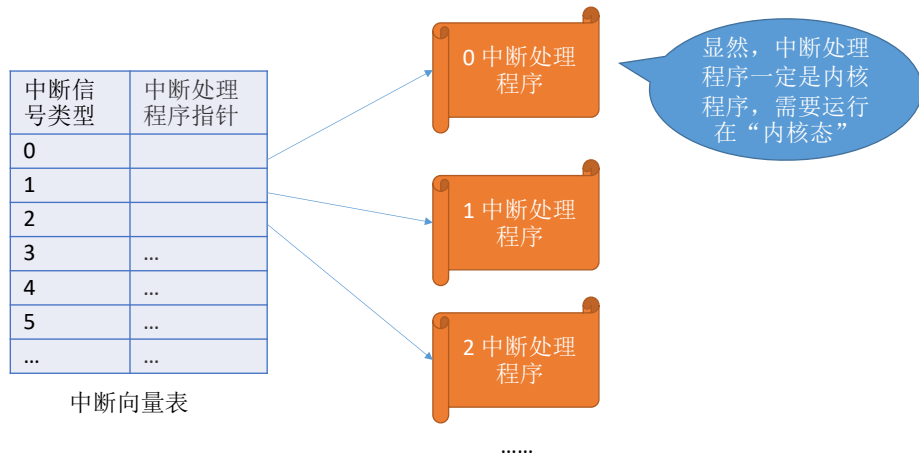 中断信
号类型
中断处理
程序指针
0
1
2
3
...
4
...
5
...
...
...
中断向量表
0 中断处理
程序
1 中断处理
程序
2 中断处理
程序
......
显然，中断处理
程序一定是内核
程序，需要运行
在“内核态”